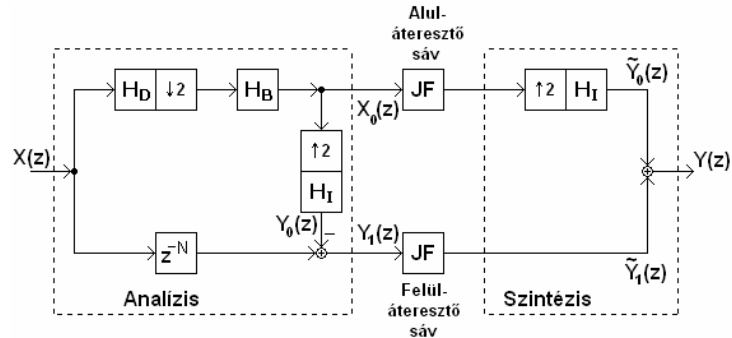 Alul-
áteresztő
sáv
H_D ↓2
H_B
X_0(z)
JF
↑2 H_I
Ỹ_0(z)
X(z)
↑2
H_I
Y_0(z)
−
Y(z)
z^-N
Y_1(z)
JF
Ỹ_1(z)
Analízis
Felül-
áteresztő
sáv
Szintézis